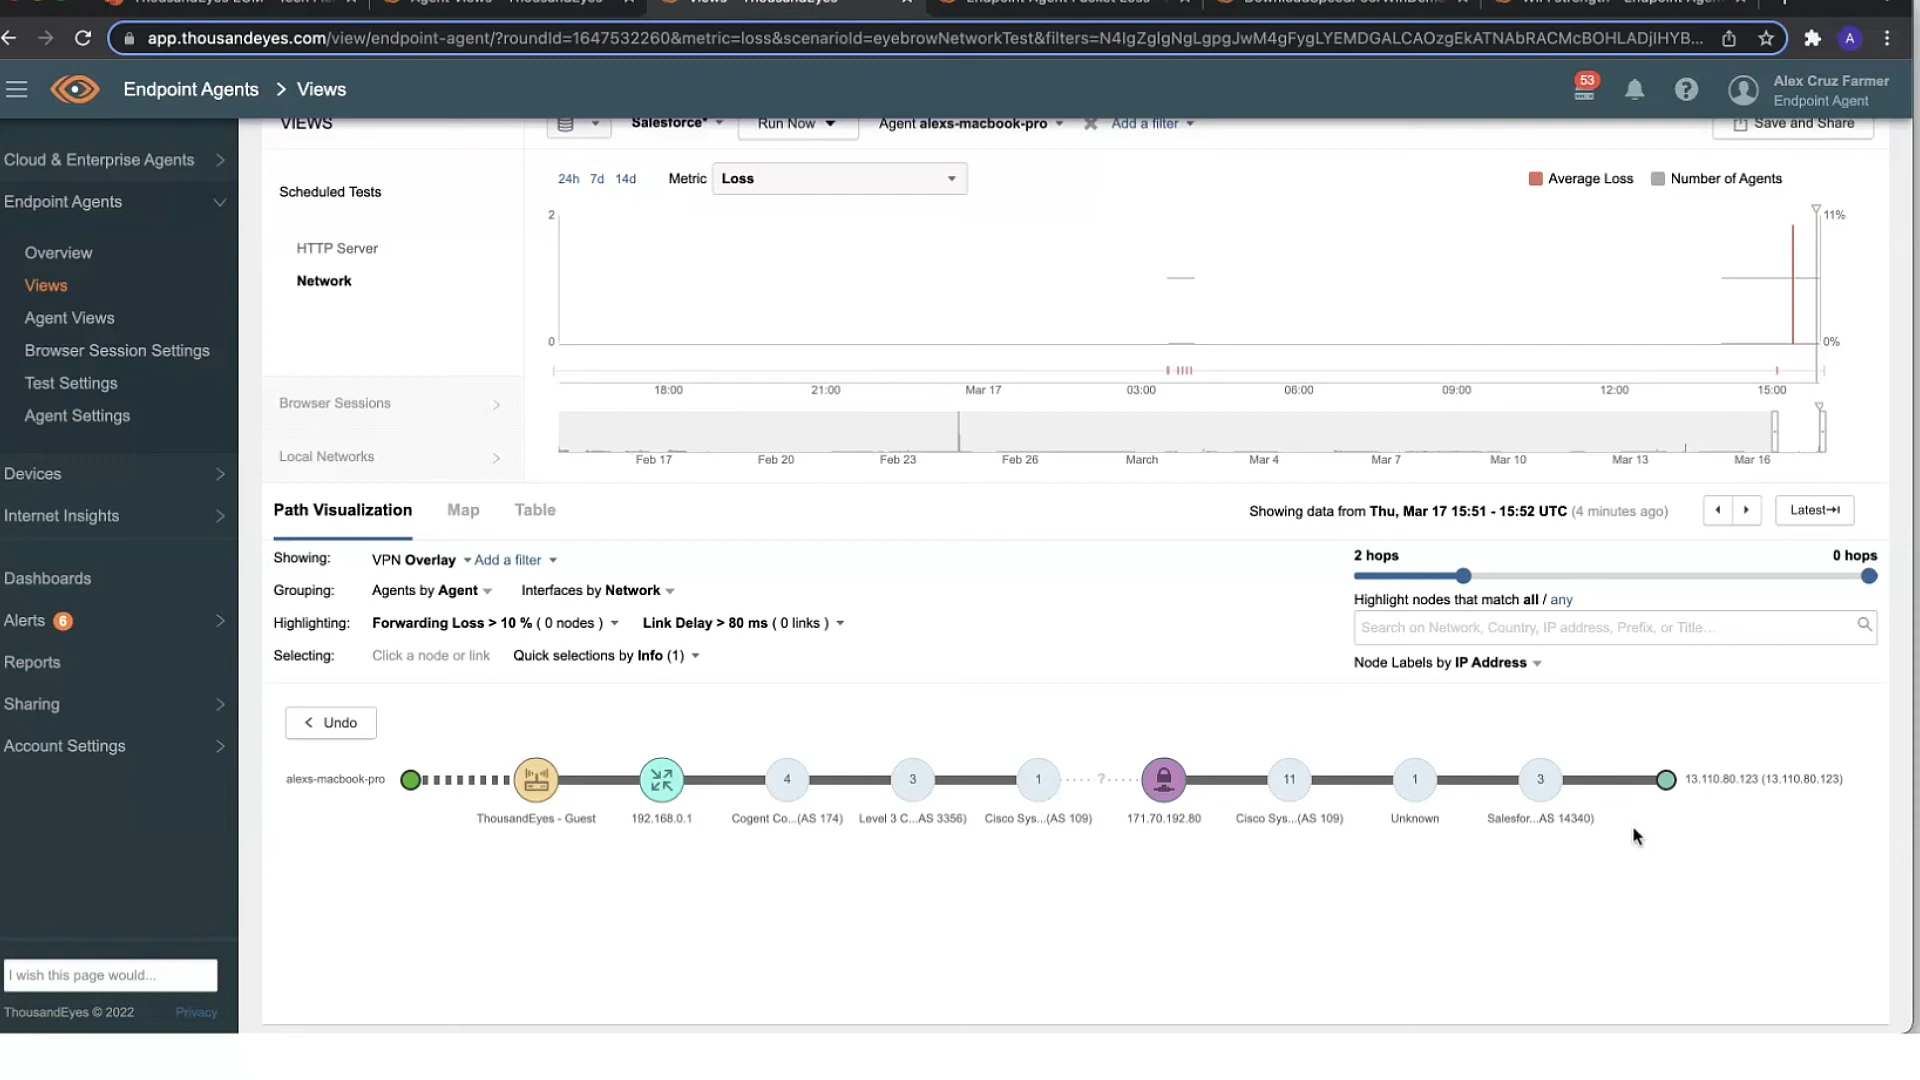 app.thousandeyes.com/view/endpoint-agent/?roundId=1647532260&metric=loss&scenarioId=eyebrowNetworkTest&filters=N4IgZgIgNgLgpgJwM4gFygLYEMDGALCAOzgEkATNAbRACMcBOHLADjIHYB...
A
Endpoint Agents > Views
53
Alex Cruz Farmer
Endpoint Agent
VIEWS
Salesforce*
Run Now
Agent alexs-macbook-pro
Add a filter
Save and Share
Cloud & Enterprise Agents
Endpoint Agents
Overview
Views
Agent Views
Browser Session Settings
Test Settings
Agent Settings
Devices
Internet Insights
Dashboards
Alerts 6
Reports
Sharing
Account Settings
I wish this page would...
ThousandEyes © 2022 Privacy
Scheduled Tests
HTTP Server
Network
Browser Sessions
Local Networks
24h 7d 14d Metric Loss
Average Loss Number of Agents
2 11%
0 0%
18:00 21:00 Mar 17 03:00 06:00 09:00 12:00 15:00
Feb 17 Feb 20 Feb 23 Feb 26 March Mar 4 Mar 7 Mar 10 Mar 13 Mar 16
Path Visualization Map Table
Showing data from Thu, Mar 17 15:51 - 15:52 UTC (4 minutes ago)
Latest
Showing: VPN Overlay Add a filter
Grouping: Agents by Agent Interfaces by Network
Highlighting: Forwarding Loss > 10 % ( 0 nodes ) Link Delay > 80 ms ( 0 links )
Selecting: Click a node or link Quick selections by Info (1)
2 hops 0 hops
Highlight nodes that match all / any
Search on Network, Country, IP address, Prefix, or Title...
Node Labels by IP Address
< Undo
alexs-macbook-pro 4 3 1 ? 11 1 3 13.110.80.123 (13.110.80.123)
ThousandEyes - Guest 192.168.0.1 Cogent Co...(AS 174) Level 3 C...AS 3356) Cisco Sys...(AS 109) 171.70.192.80 Cisco Sys...(AS 109) Unknown Salesfor...AS 14340)